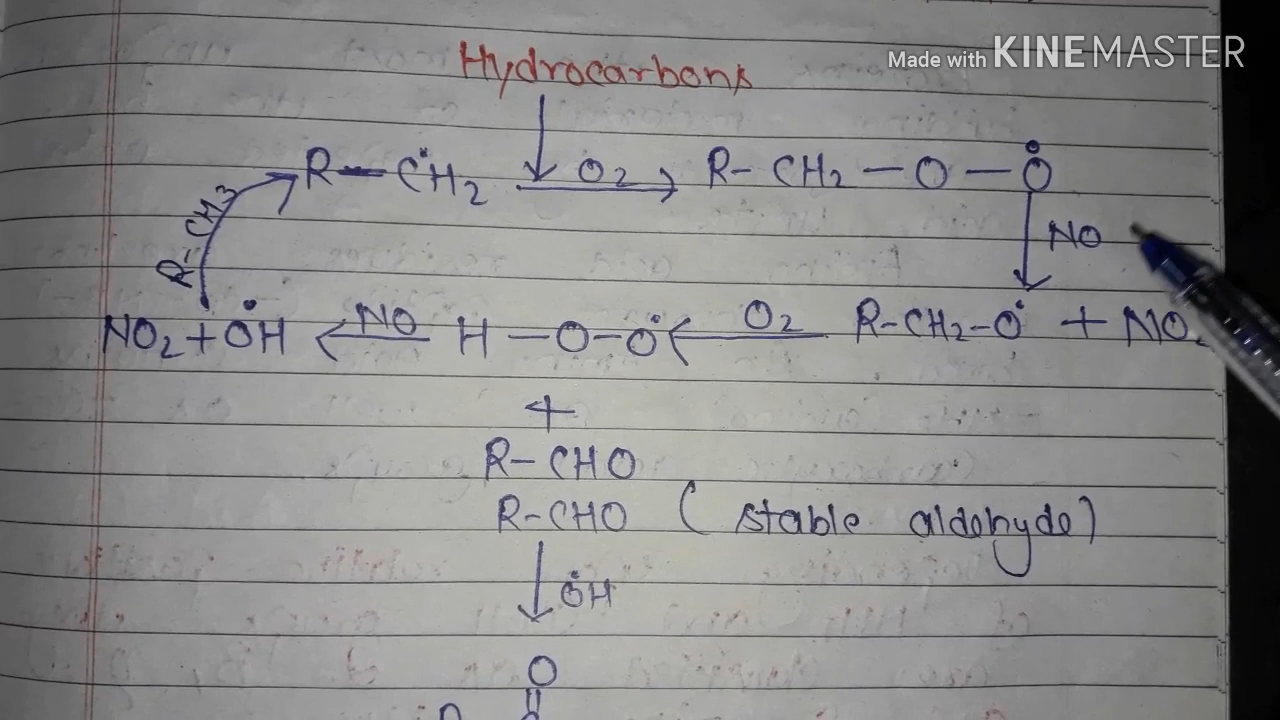 Made with KINEMASTER
Hydrocarbons
R-ĊH2 O2 → R-CH2-O-Ȯ
R-CH3
NO
NO2+ȮH ← NO H-O-Ȯ ← O2 R-CH2-Ȯ + NO2
+
R-CHO
R-CHO (stable aldehyde)
↓ ȮH
O